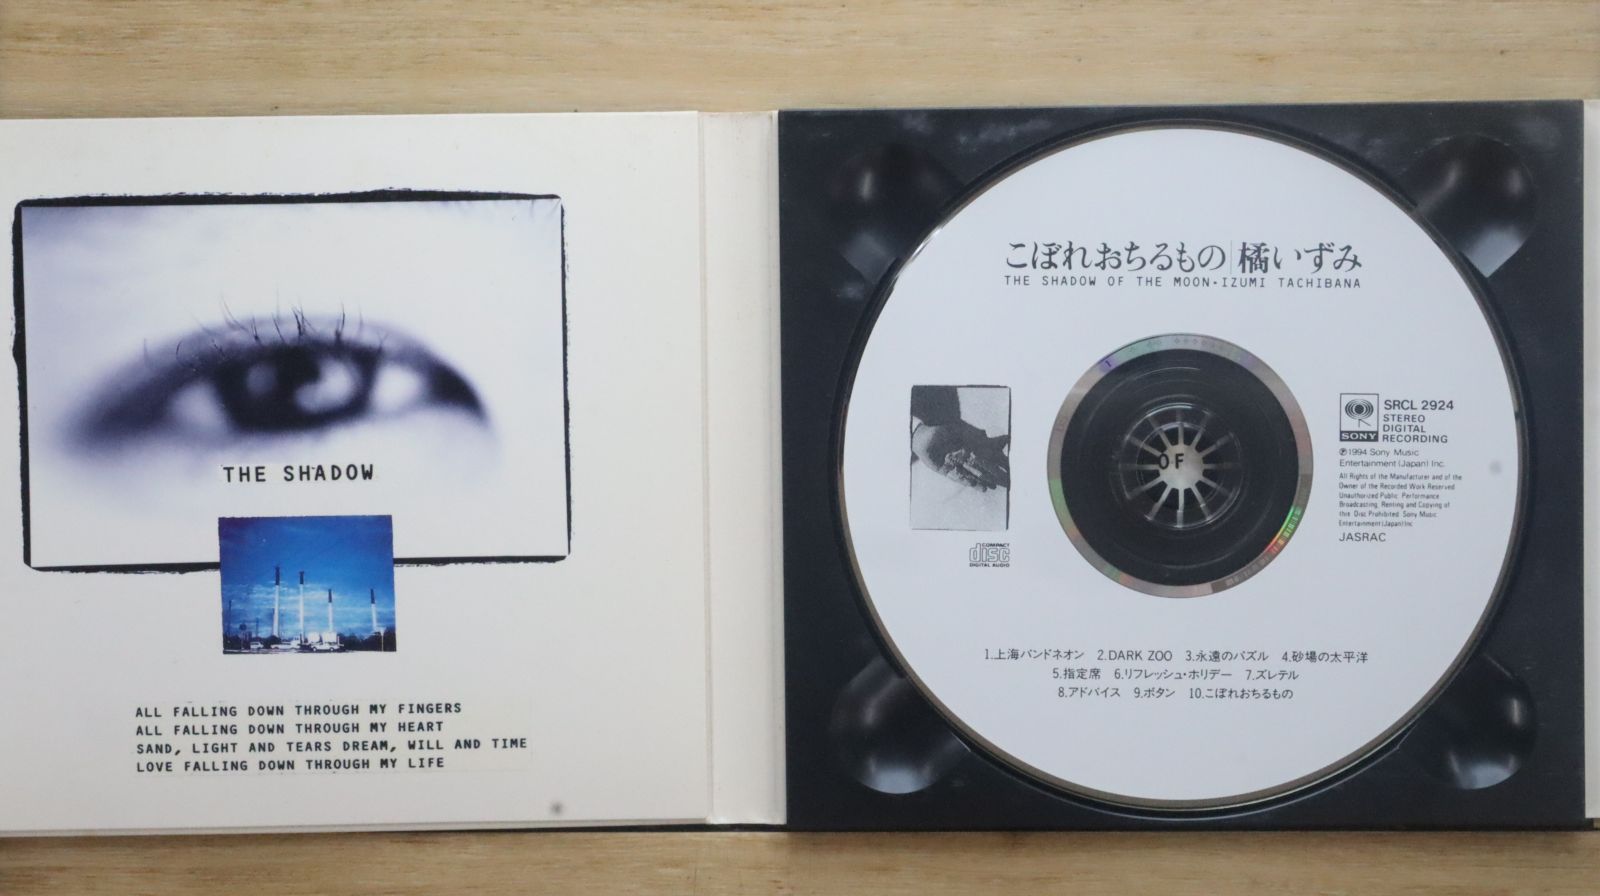 THE SHADOW
ALL FALLING DOWN THROUGH MY FINGERS
ALL FALLING DOWN THROUGH MY HEART
SAND, LIGHT AND TEARS DREAM, WILL AND TIME
LOVE FALLING DOWN THROUGH MY LIFE
こぼれおちるもの|橘いずみ
THE SHADOW OF THE MOON・IZUMI TACHIBANA
OF
SONY
SRCL 2924
STEREO
DIGITAL
RECORDING
Ⓟ1994 Sony Music
Entertainment (Japan) Inc.
All Rights of the Manufacturer and of the
Owner of the Recorded Work Reserved
Unauthorized Public Performance
Broadcasting, Renting and Copying of
this Disc Prohibited Sony Music
Entertainment(Japan)Inc
JASRAC
COMPACT
disc
DIGITAL AUDIO
1.上海バンドネオン 2.DARK ZOO 3.永遠のパズル 4.砂場の太平洋
5.指定席 6.リフレッシュ・ホリデー 7.ズレテル
8.アドバイス 9.ボタン 10.こぼれおちるもの